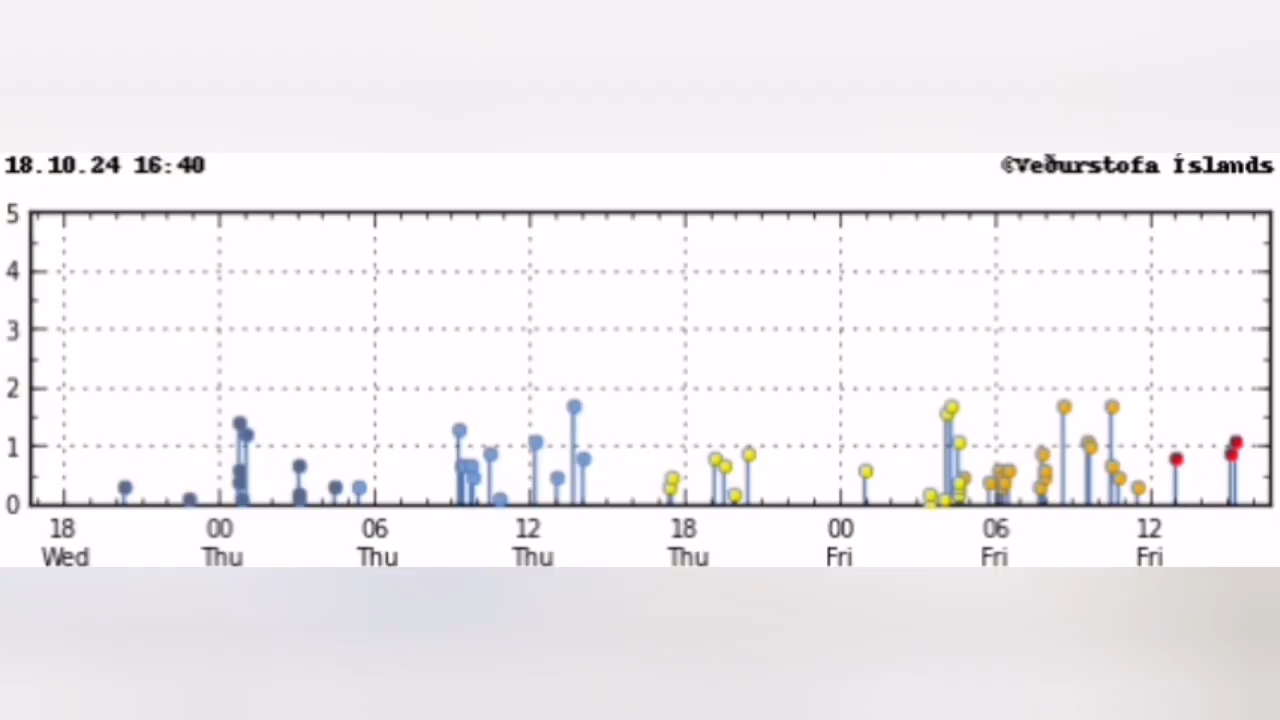 18.10.24 16:40
©Veðurstofa Íslands
5
4
3
2
1
0
18 00 06 12 18 00 06 12
Wed Thu Thu Thu Thu Fri Fri Fri